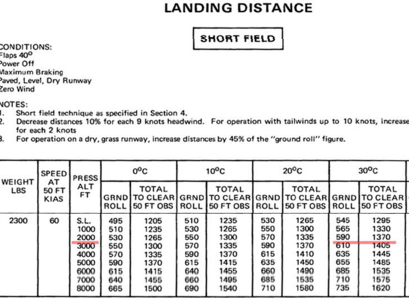 LANDING DISTANCE
SHORT FIELD
CONDITIONS:
Flaps 40°
Power Off
Maximum Braking
Paved, Level, Dry Runway
Zero Wind
NOTES:
1. Short field technique as specified in Section 4.
2. Decrease distances 10% for each 9 knots headwind. For operation with tailwinds up to 10 knots, increase
for each 2 knots
3. For operation on a dry, grass runway, increase distances by 45% of the "ground roll" figure.
WEIGHT LBS SPEED AT 50 FT KIAS PRESS ALT FT 0°C 10°C 20°C 30°C
GRND ROLL TOTAL TO CLEAR 50 FT OBS GRND ROLL TOTAL TO CLEAR 50 FT OBS GRND ROLL TOTAL TO CLEAR 50 FT OBS GRND ROLL TOTAL TO CLEAR 50 FT OBS
2300 60 S.L. 495 1205 510 1235 530 1265 545 1295
1000 510 1235 530 1265 550 1300 565 1330
2000 530 1265 550 1300 570 1335 590 1370
3000 550 1300 570 1335 590 1370 610 1405
4000 570 1335 590 1370 615 1410 635 1445
5000 590 1370 615 1415 635 1450 655 1485
6000 615 1415 640 1455 660 1490 685 1535
7000 640 1455 660 1490 685 1535 710 1575
8000 665 1500 690 1540 710 1580 735 1620